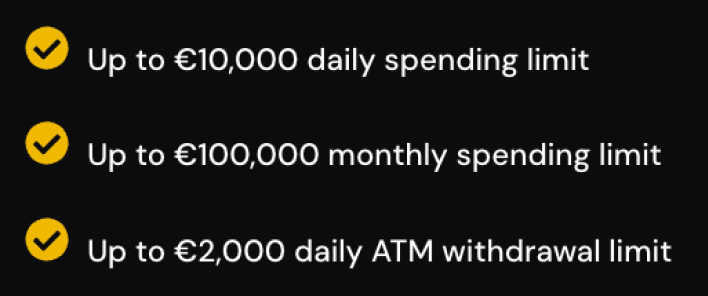 Up to €10,000 daily spending limit
Up to €100,000 monthly spending limit
Up to €2,000 daily ATM withdrawal limit